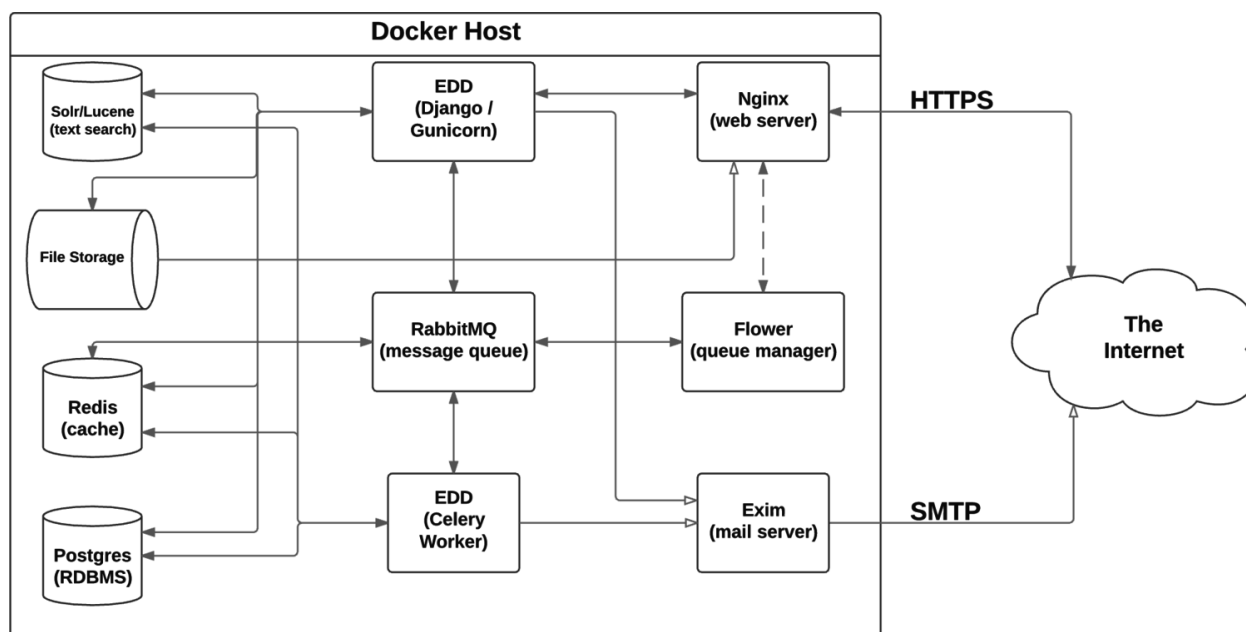 Docker Host
Solr/Lucene
(text search)
EDD
(Django /
Gunicorn)
Nginx
(web server)
HTTPS
File Storage
RabbitMQ
(message queue)
Flower
(queue manager)
The
Internet
Redis
(cache)
EDD
(Celery
Worker)
Exim
(mail server)
SMTP
Postgres
(RDBMS)